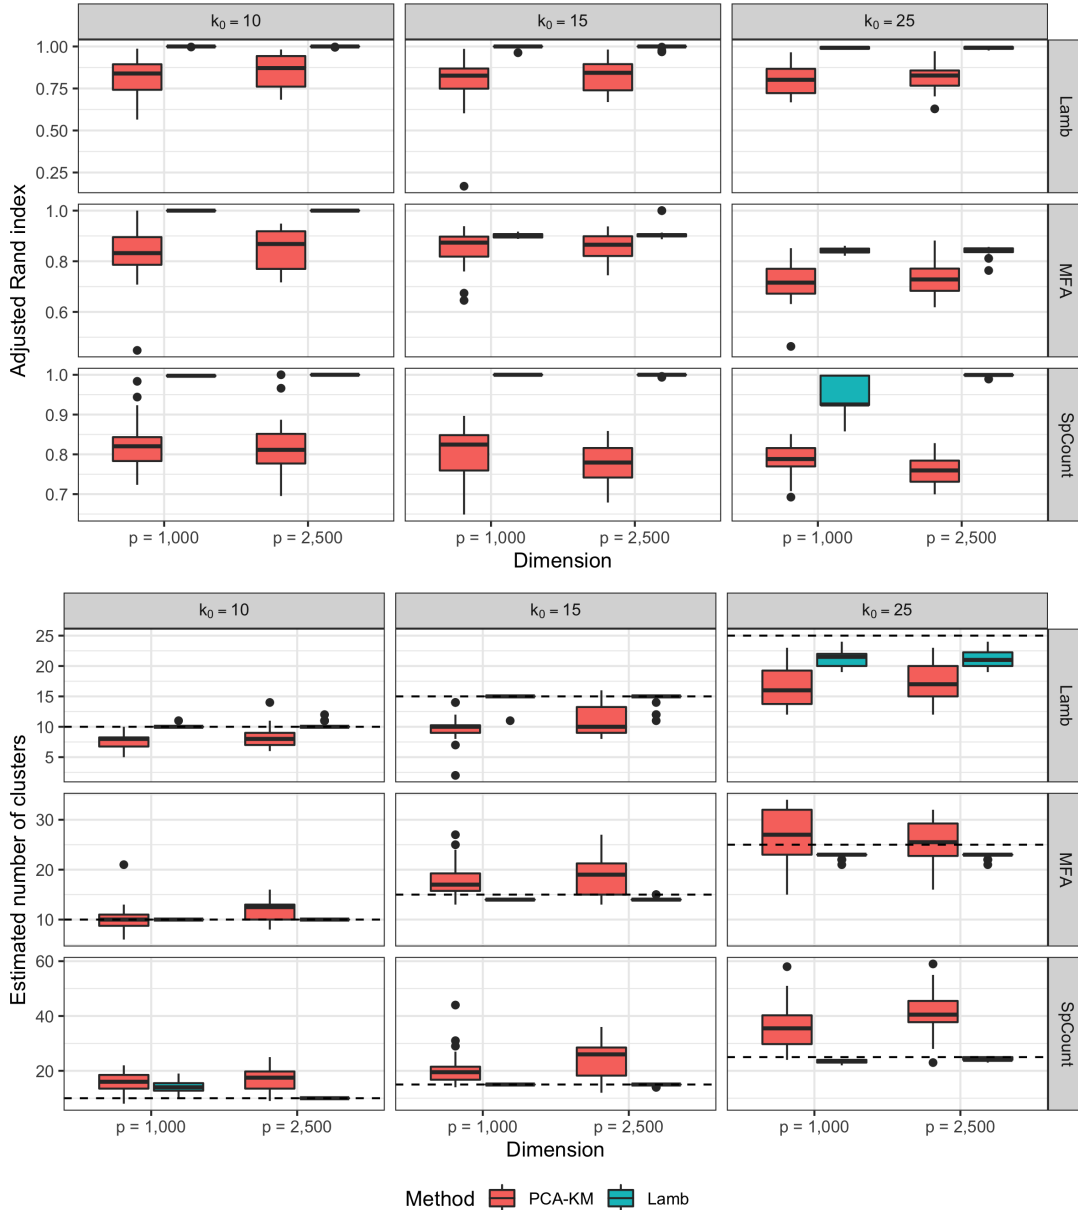 k₀ = 10 k₀ = 15 k₀ = 25
1.00
0.75
0.50
0.25
Lamb
Adjusted Rand index
1.0
0.8
0.6
MFA
1.0
0.9
0.8
0.7
SpCount
p = 1,000 p = 2,500 p = 1,000 p = 2,500 p = 1,000 p = 2,500
Dimension
k₀ = 10 k₀ = 15 k₀ = 25
25
20
15
10
5
Lamb
Estimated number of clusters
30
20
10
MFA
60
40
20
SpCount
p = 1,000 p = 2,500 p = 1,000 p = 2,500 p = 1,000 p = 2,500
Dimension
Method PCA-KM Lamb